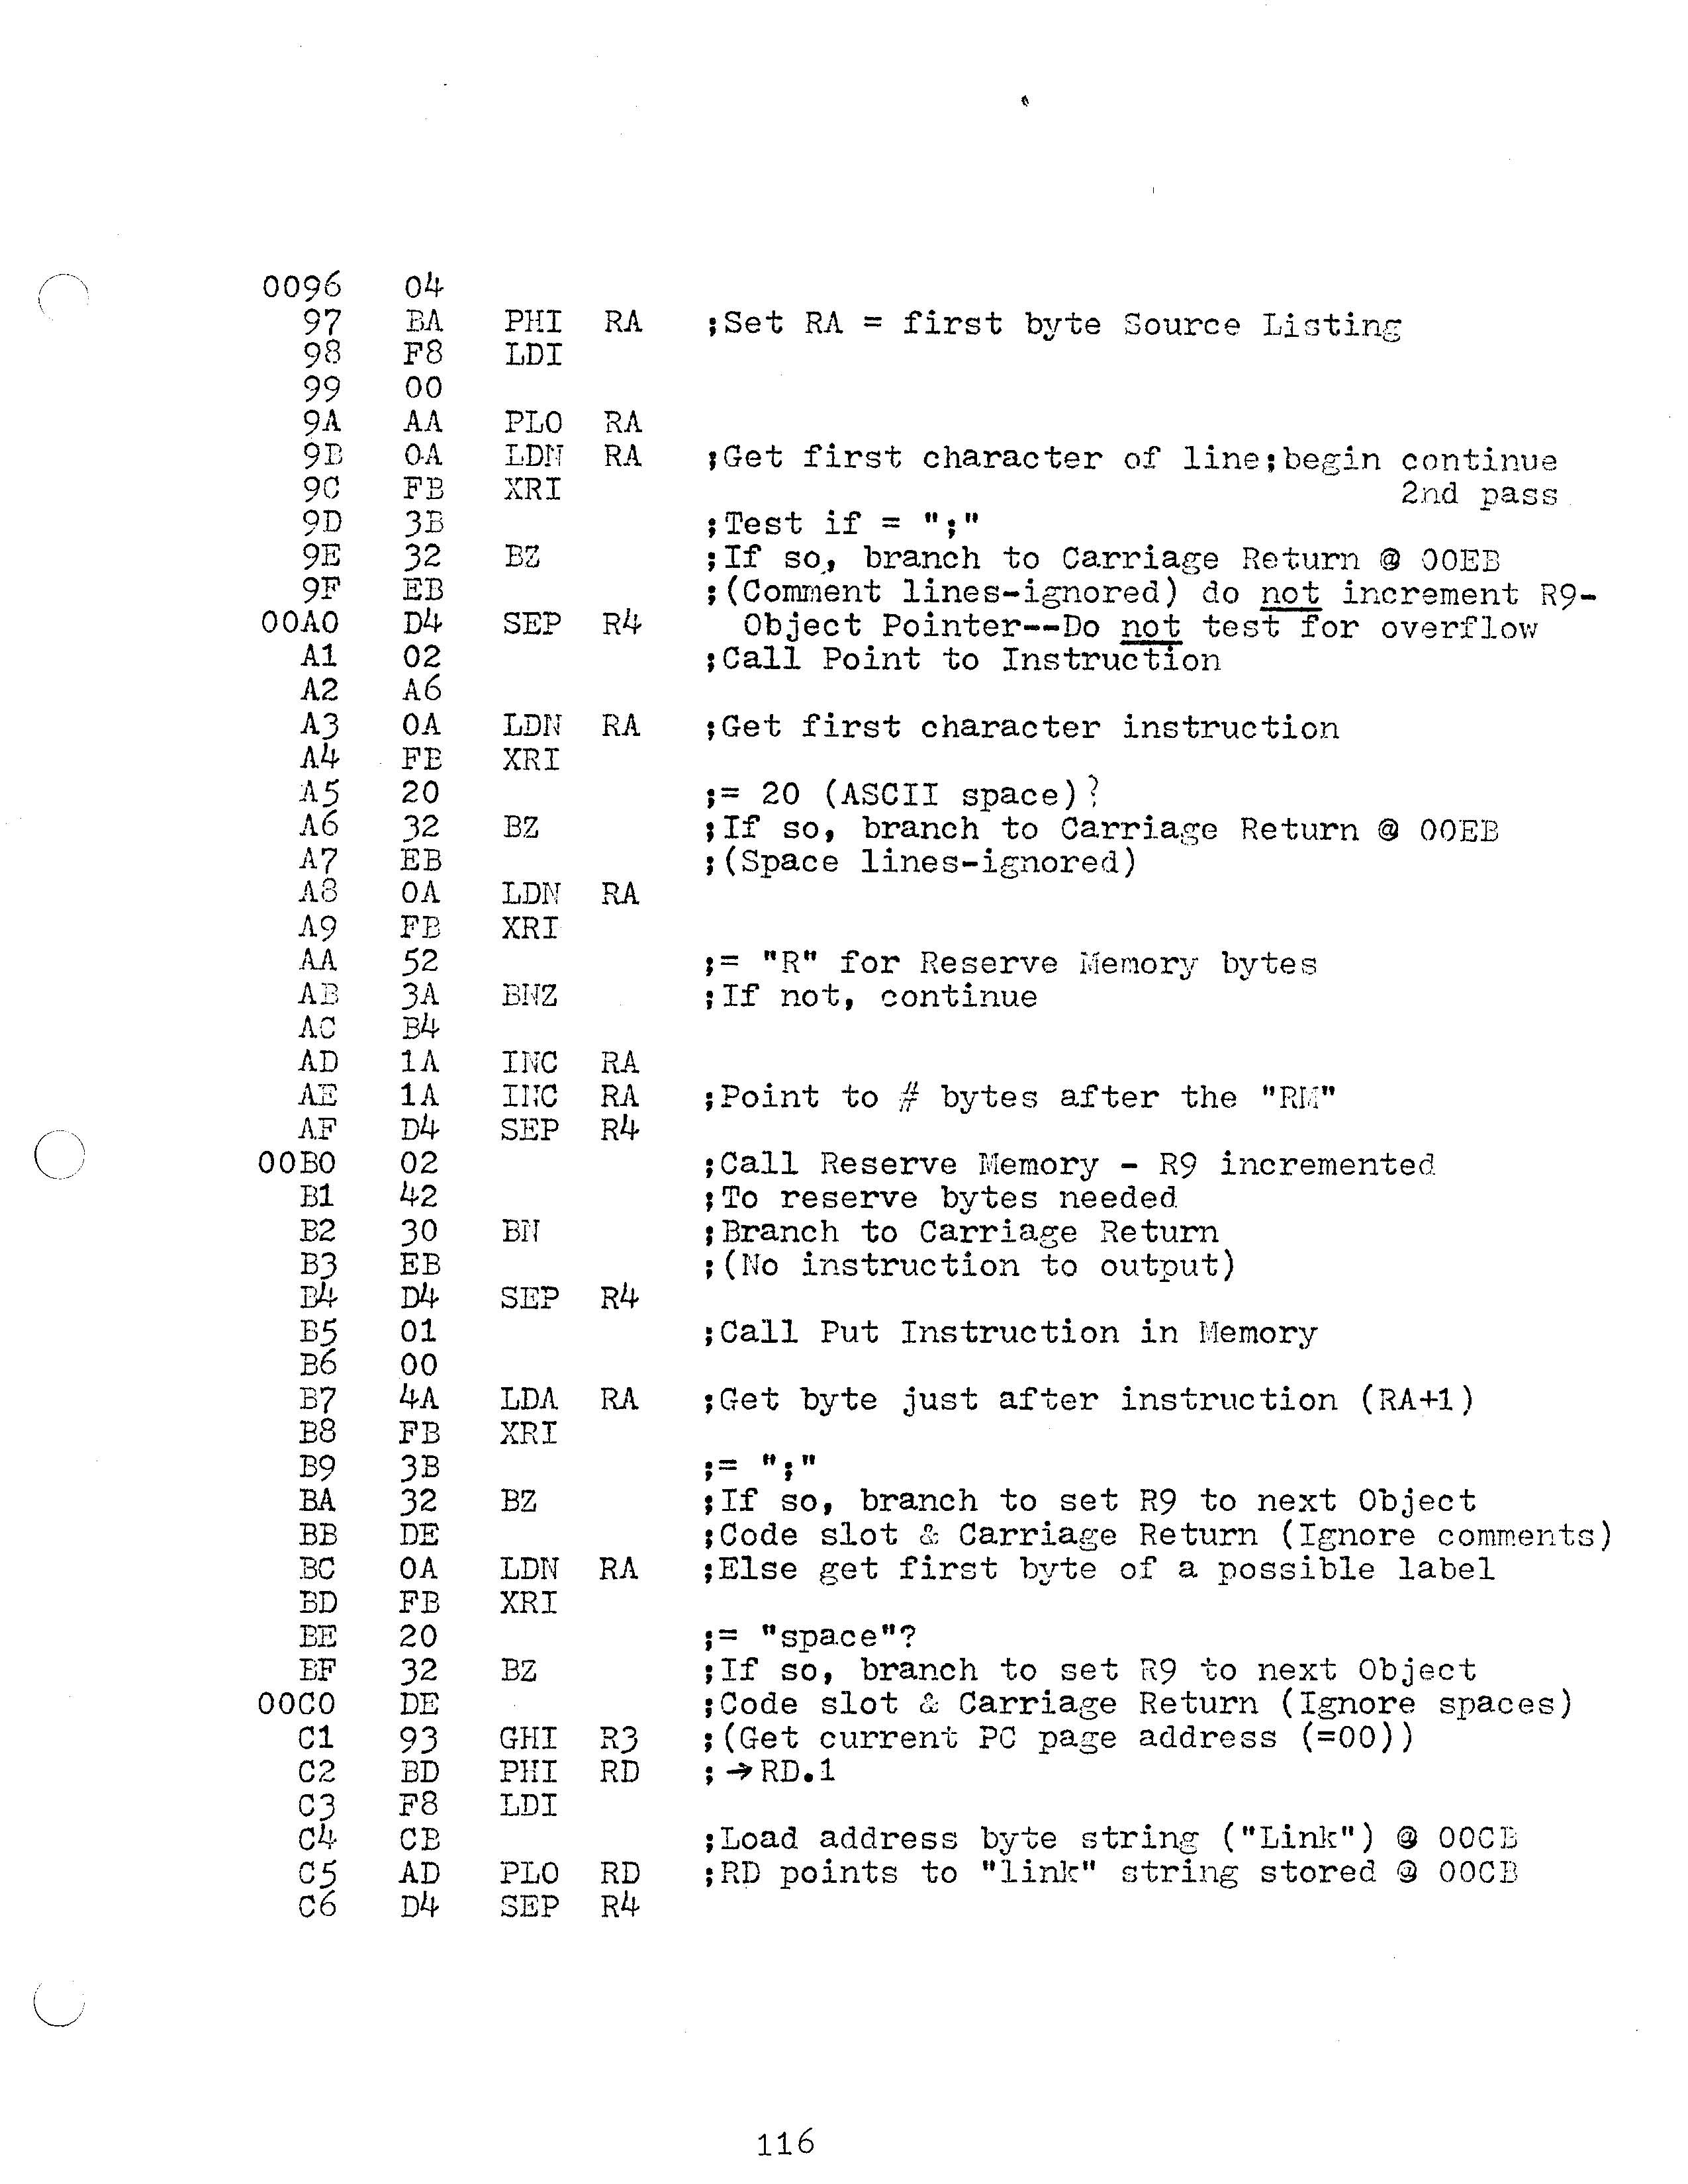 0096 04
97 BA PHI RA ;Set RA = first byte Source Listing
98 F8 LDI
99 00
9A AA PLO RA
9B 0A LDN RA ;Get first character of line;begin continue
9C FB XRI 2nd pass
9D 3B ;Test if = ";"
9E 32 BZ ;If so, branch to Carriage Return @ 00EB
9F EB ;(Comment lines-ignored) do not increment R9-
00A0 D4 SEP R4 Object Pointer--Do not test for overflow
A1 02 ;Call Point to Instruction
A2 A6
A3 0A LDN RA ;Get first character instruction
A4 FB XRI
A5 20 ;= 20 (ASCII space)?
A6 32 BZ ;If so, branch to Carriage Return @ 00EB
A7 EB ;(Space lines-ignored)
A8 0A LDN RA
A9 FB XRI
AA 52 ;= "R" for Reserve Memory bytes
AB 3A BNZ ;If not, continue
AC B4
AD 1A INC RA
AE 1A INC RA ;Point to # bytes after the "RM"
AF D4 SEP R4
00B0 02 ;Call Reserve Memory - R9 incremented
B1 42 ;To reserve bytes needed
B2 30 BN ;Branch to Carriage Return
B3 EB ;(No instruction to output)
B4 D4 SEP R4
B5 01 ;Call Put Instruction in Memory
B6 00
B7 4A LDA RA ;Get byte just after instruction (RA+1)
B8 FB XRI
B9 3B ;= ";"
BA 32 BZ ;If so, branch to set R9 to next Object
BB DE ;Code slot & Carriage Return (Ignore comments)
BC 0A LDN RA ;Else get first byte of a possible label
BD FB XRI
BE 20 ;= "space"?
BF 32 BZ ;If so, branch to set R9 to next Object
00C0 DE ;Code slot & Carriage Return (Ignore spaces)
C1 93 GHI R3 ;(Get current PC page address (=00))
C2 BD PHI RD ;→RD.1
C3 F8 LDI
C4 CB ;Load address byte string ("Link") @ 00CB
C5 AD PLO RD ;RD points to "link" string stored @ 00CB
C6 D4 SEP R4
116